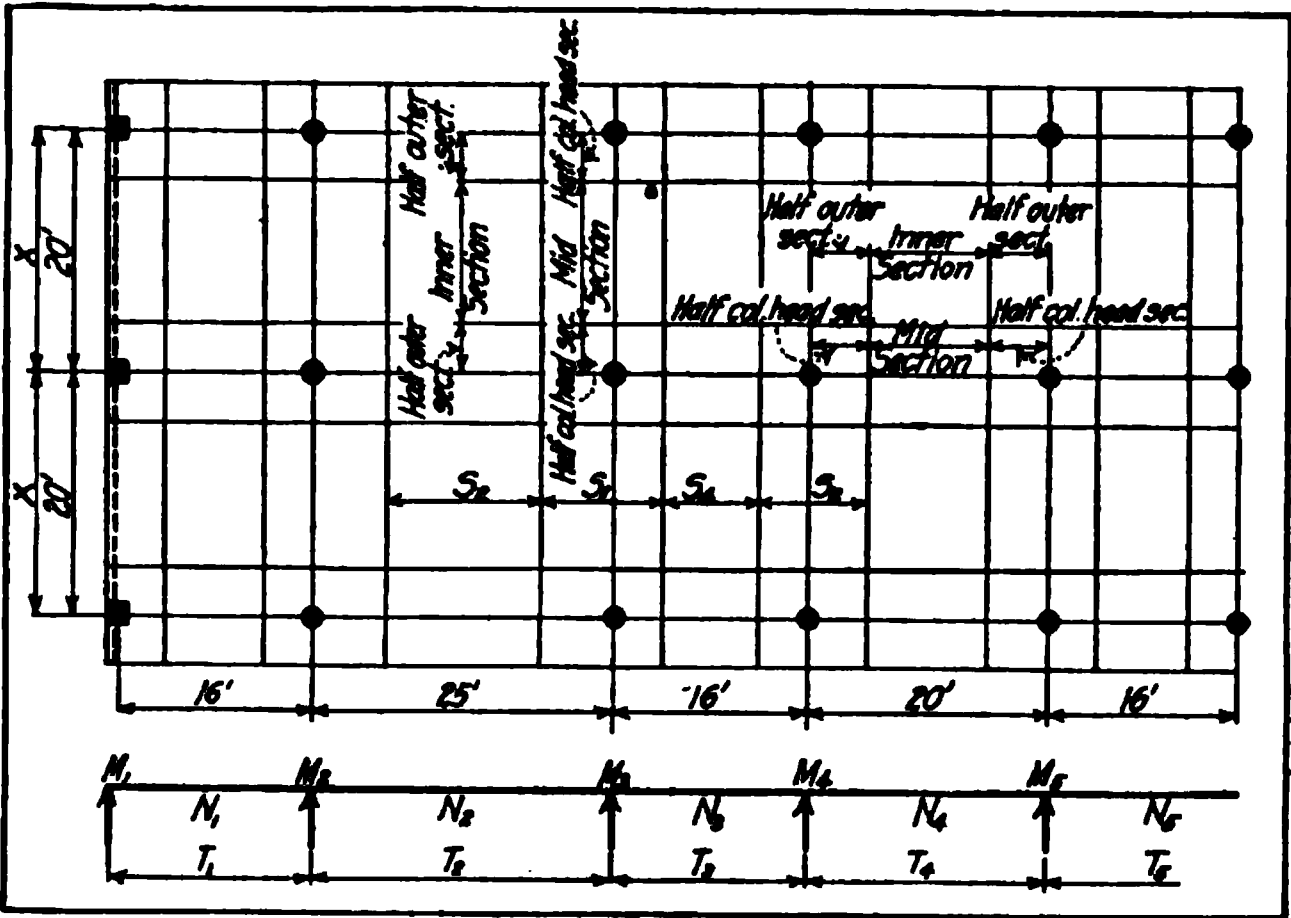 Half outer
sect.
Inner
Section
Half outer
sect.
Half col. head sec.
Mid
Section
Half col. head sec.
Half outer
sect.
Inner
Section
Half outer
sect.
Half col. head sec.
Mid
Section
Half col. head sec.
X
20'
X
20'
S2
S1
16'
25'
16'
20'
16'
M1
M2
M3
M4
M5
N1
N2
N3
N4
N5
T1
T2
T3
T4
T5